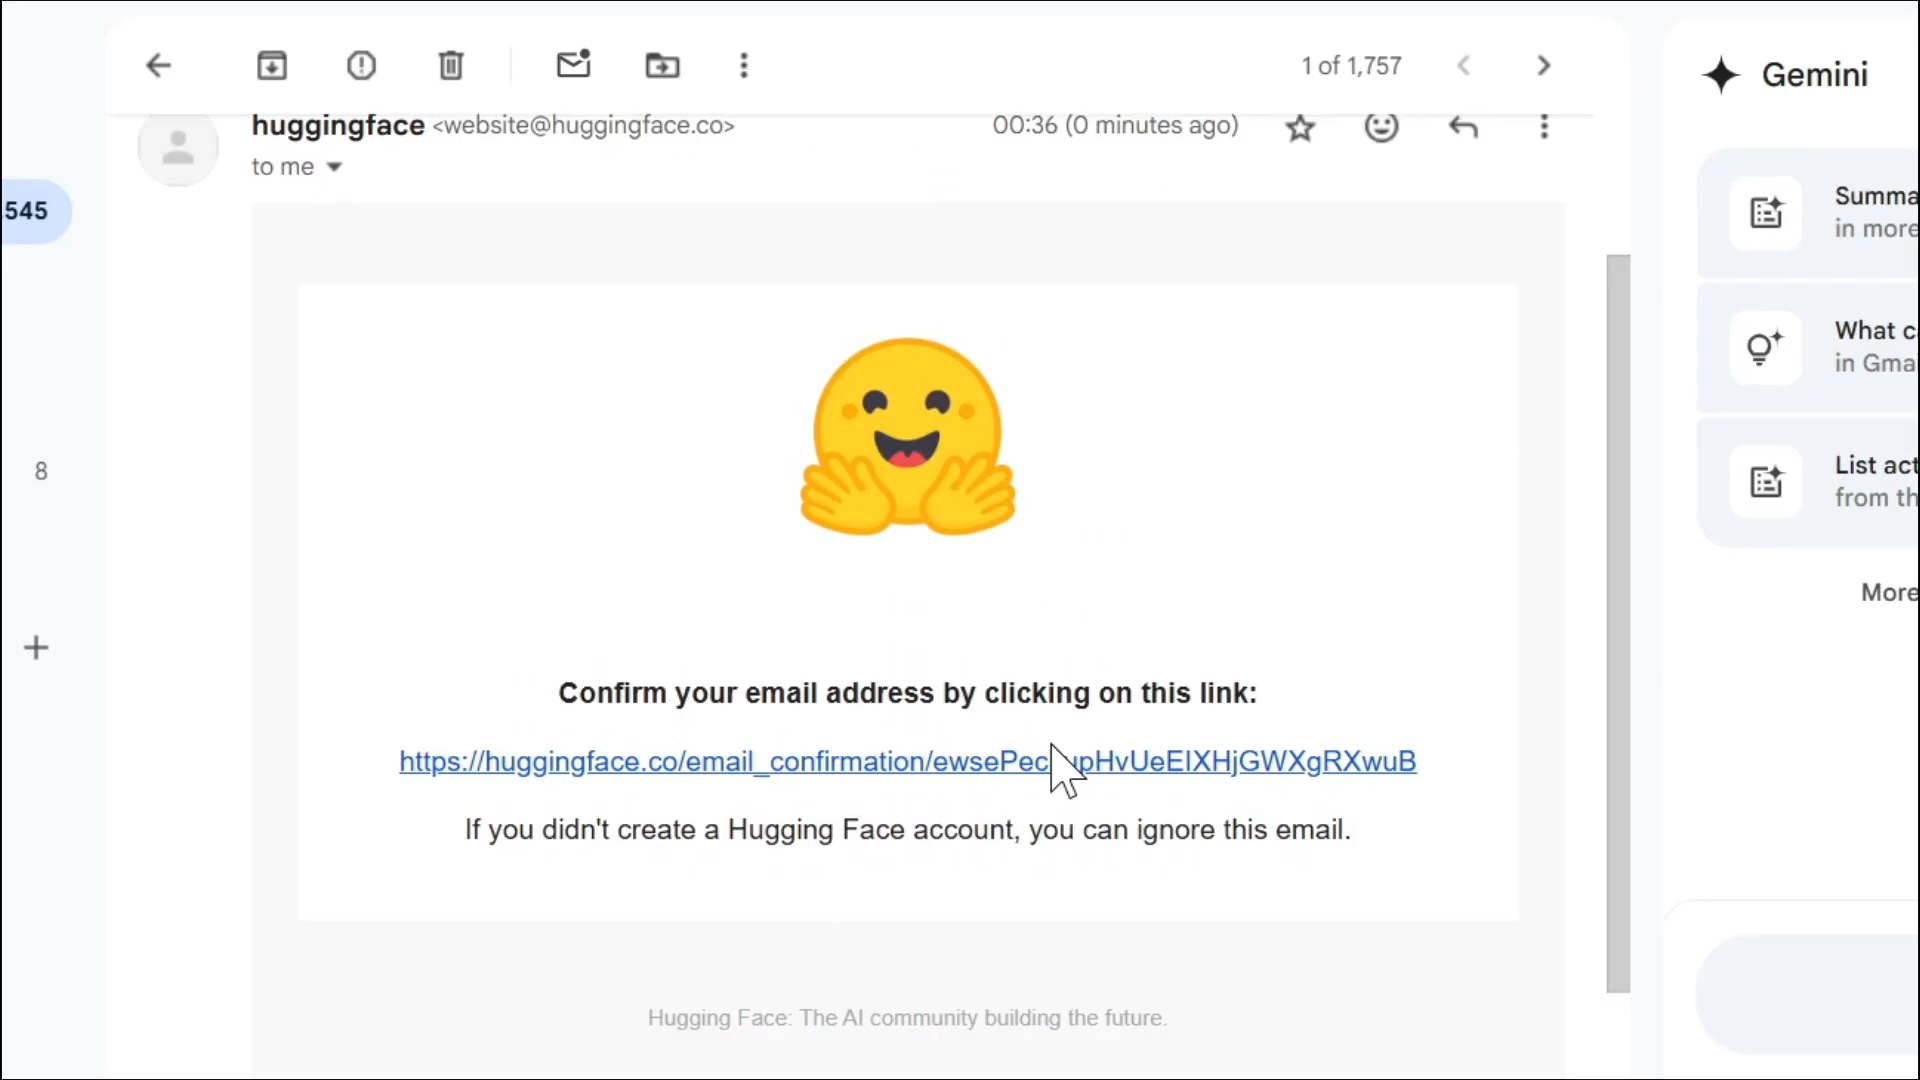 1 of 1,757
Gemini
huggingface <website@huggingface.co>
00:36 (0 minutes ago)
to me
545
Summa
in more
What c
in Gma
8
List act
from th
More
Confirm your email address by clicking on this link:
https://huggingface.co/email_confirmation/ewsePec upHvUeEIXHjGWXgRXwuB
If you didn't create a Hugging Face account, you can ignore this email.
Hugging Face: The AI community building the future.